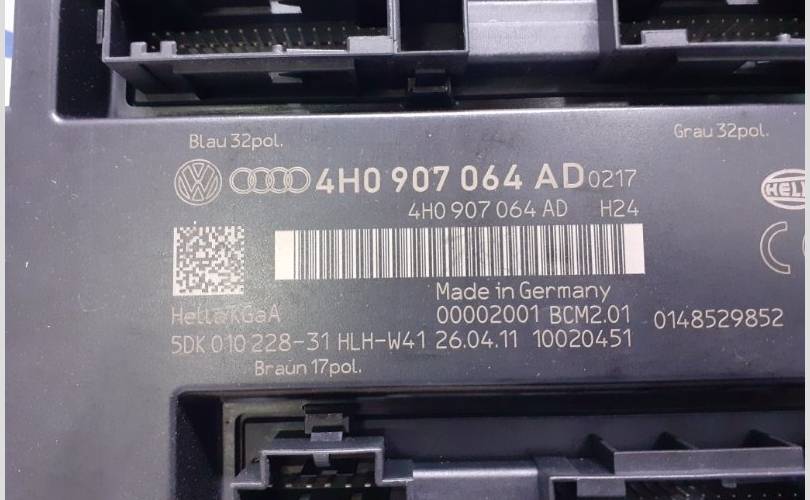 Blau 32pol.
Grau 32pol.
4H0 907 064 AD 0217
4H0 907 064 AD H24
Made in Germany
Hella KGaA
00002001 BCM2.01
0148529852
5DK 010 228-31 HLH-W41 26.04.11 10020451
Braun 17pol.